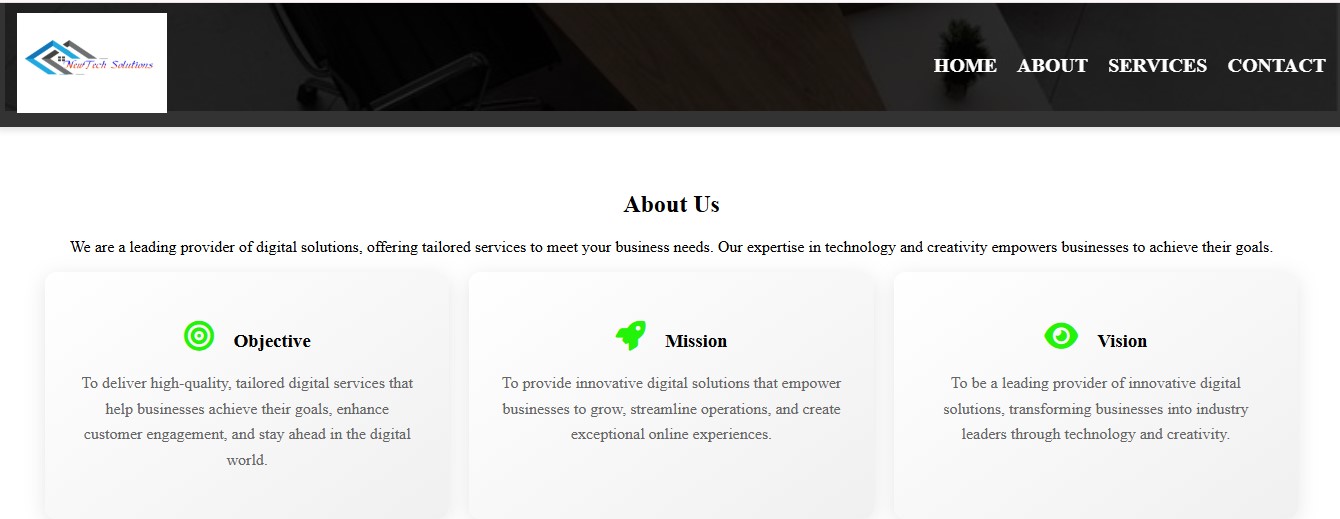 NewTech Solutions
HOME ABOUT SERVICES CONTACT
About Us
We are a leading provider of digital solutions, offering tailored services to meet your business needs. Our expertise in technology and creativity empowers businesses to achieve their goals.
Objective
To deliver high-quality, tailored digital services that
help businesses achieve their goals, enhance
customer engagement, and stay ahead in the digital
world.
Mission
To provide innovative digital solutions that empower
businesses to grow, streamline operations, and create
exceptional online experiences.
Vision
To be a leading provider of innovative digital
solutions, transforming businesses into industry
leaders through technology and creativity.